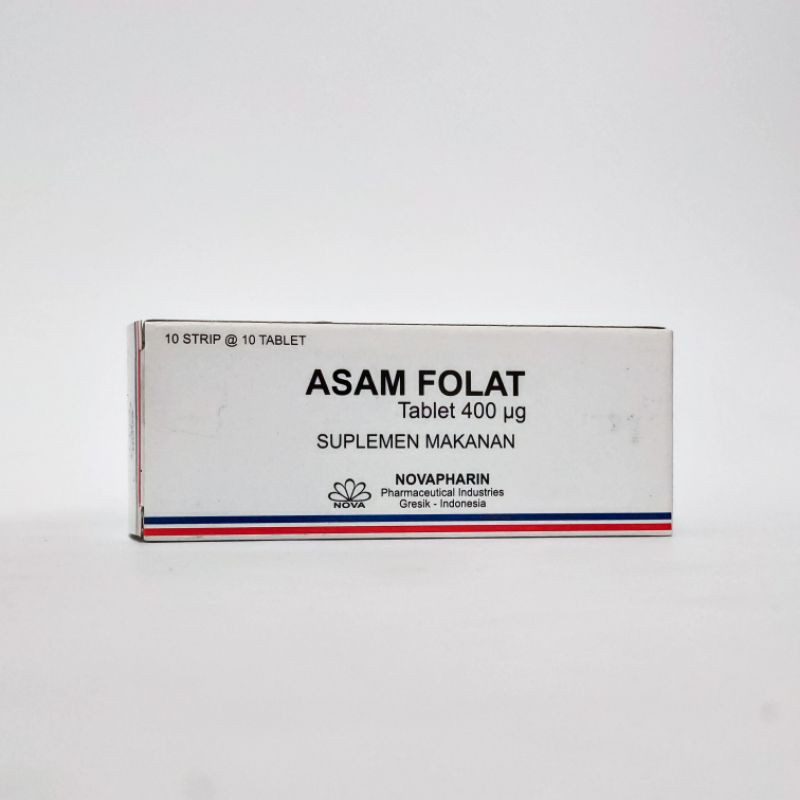 10 STRIP @ 10 TABLET
ASAM FOLAT
Tablet 400 µg
SUPLEMEN MAKANAN
NOVA
NOVAPHARIN
Pharmaceutical Industries
Gresik - Indonesia